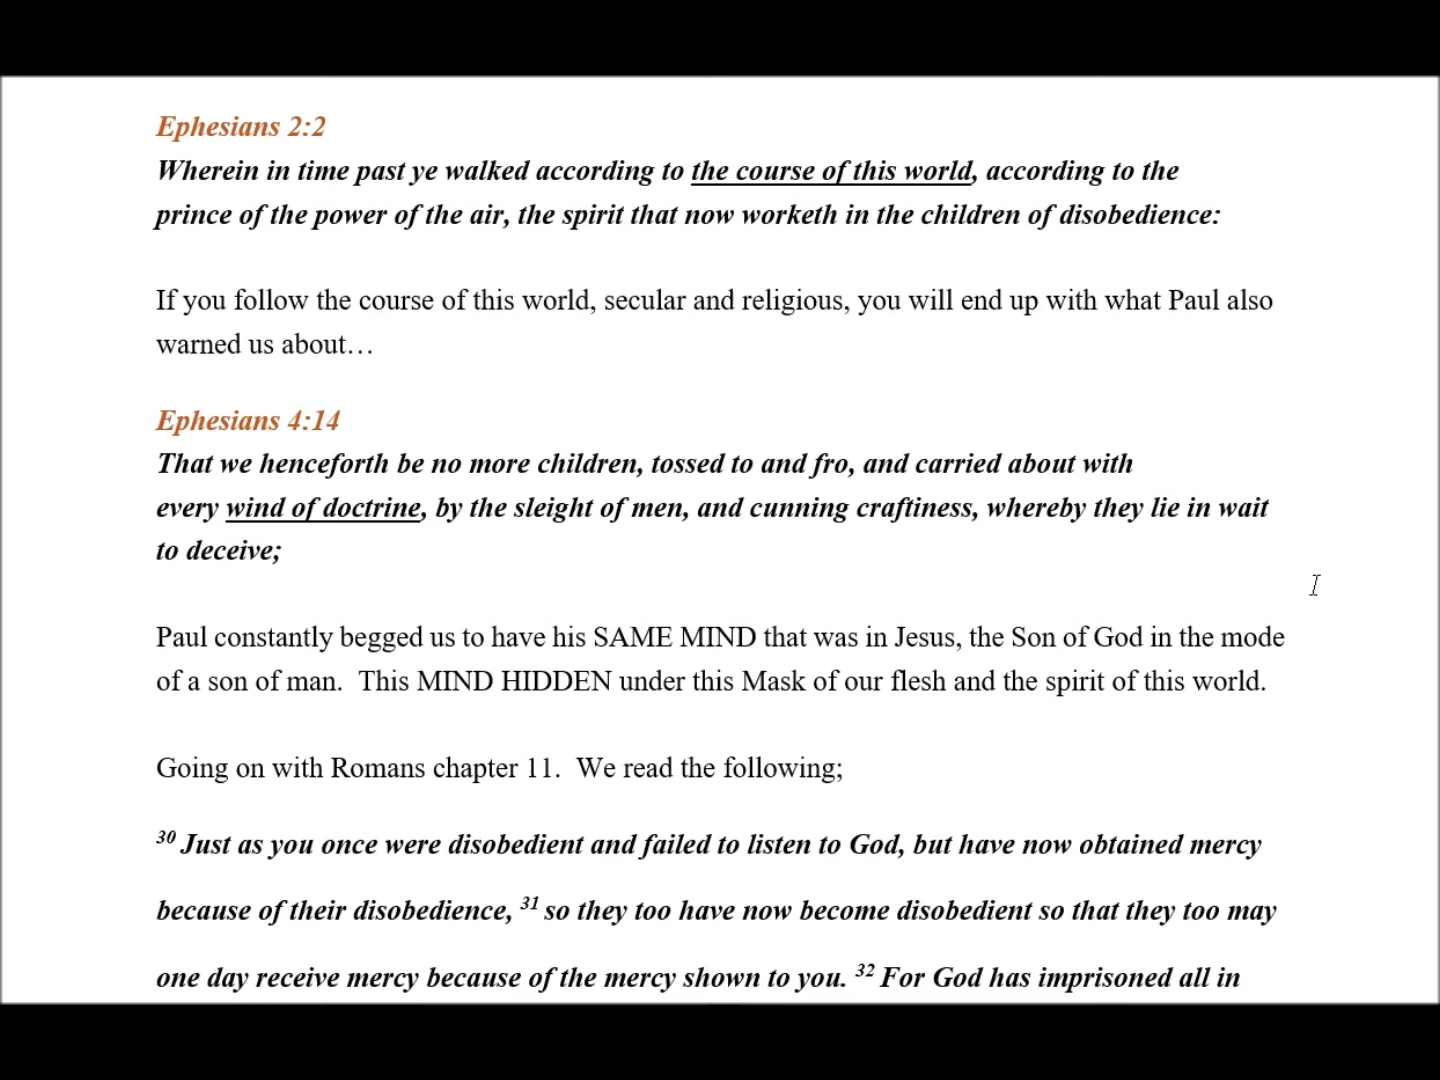 Ephesians 2:2
Wherein in time past ye walked according to the course of this world, according to the
prince of the power of the air, the spirit that now worketh in the children of disobedience:
If you follow the course of this world, secular and religious, you will end up with what Paul also
warned us about…
Ephesians 4:14
That we henceforth be no more children, tossed to and fro, and carried about with
every wind of doctrine, by the sleight of men, and cunning craftiness, whereby they lie in wait
to deceive;
Paul constantly begged us to have his SAME MIND that was in Jesus, the Son of God in the mode
of a son of man.  This MIND HIDDEN under this Mask of our flesh and the spirit of this world.
Going on with Romans chapter 11.  We read the following;
30 Just as you once were disobedient and failed to listen to God, but have now obtained mercy
because of their disobedience, 31 so they too have now become disobedient so that they too may
one day receive mercy because of the mercy shown to you. 32 For God has imprisoned all in